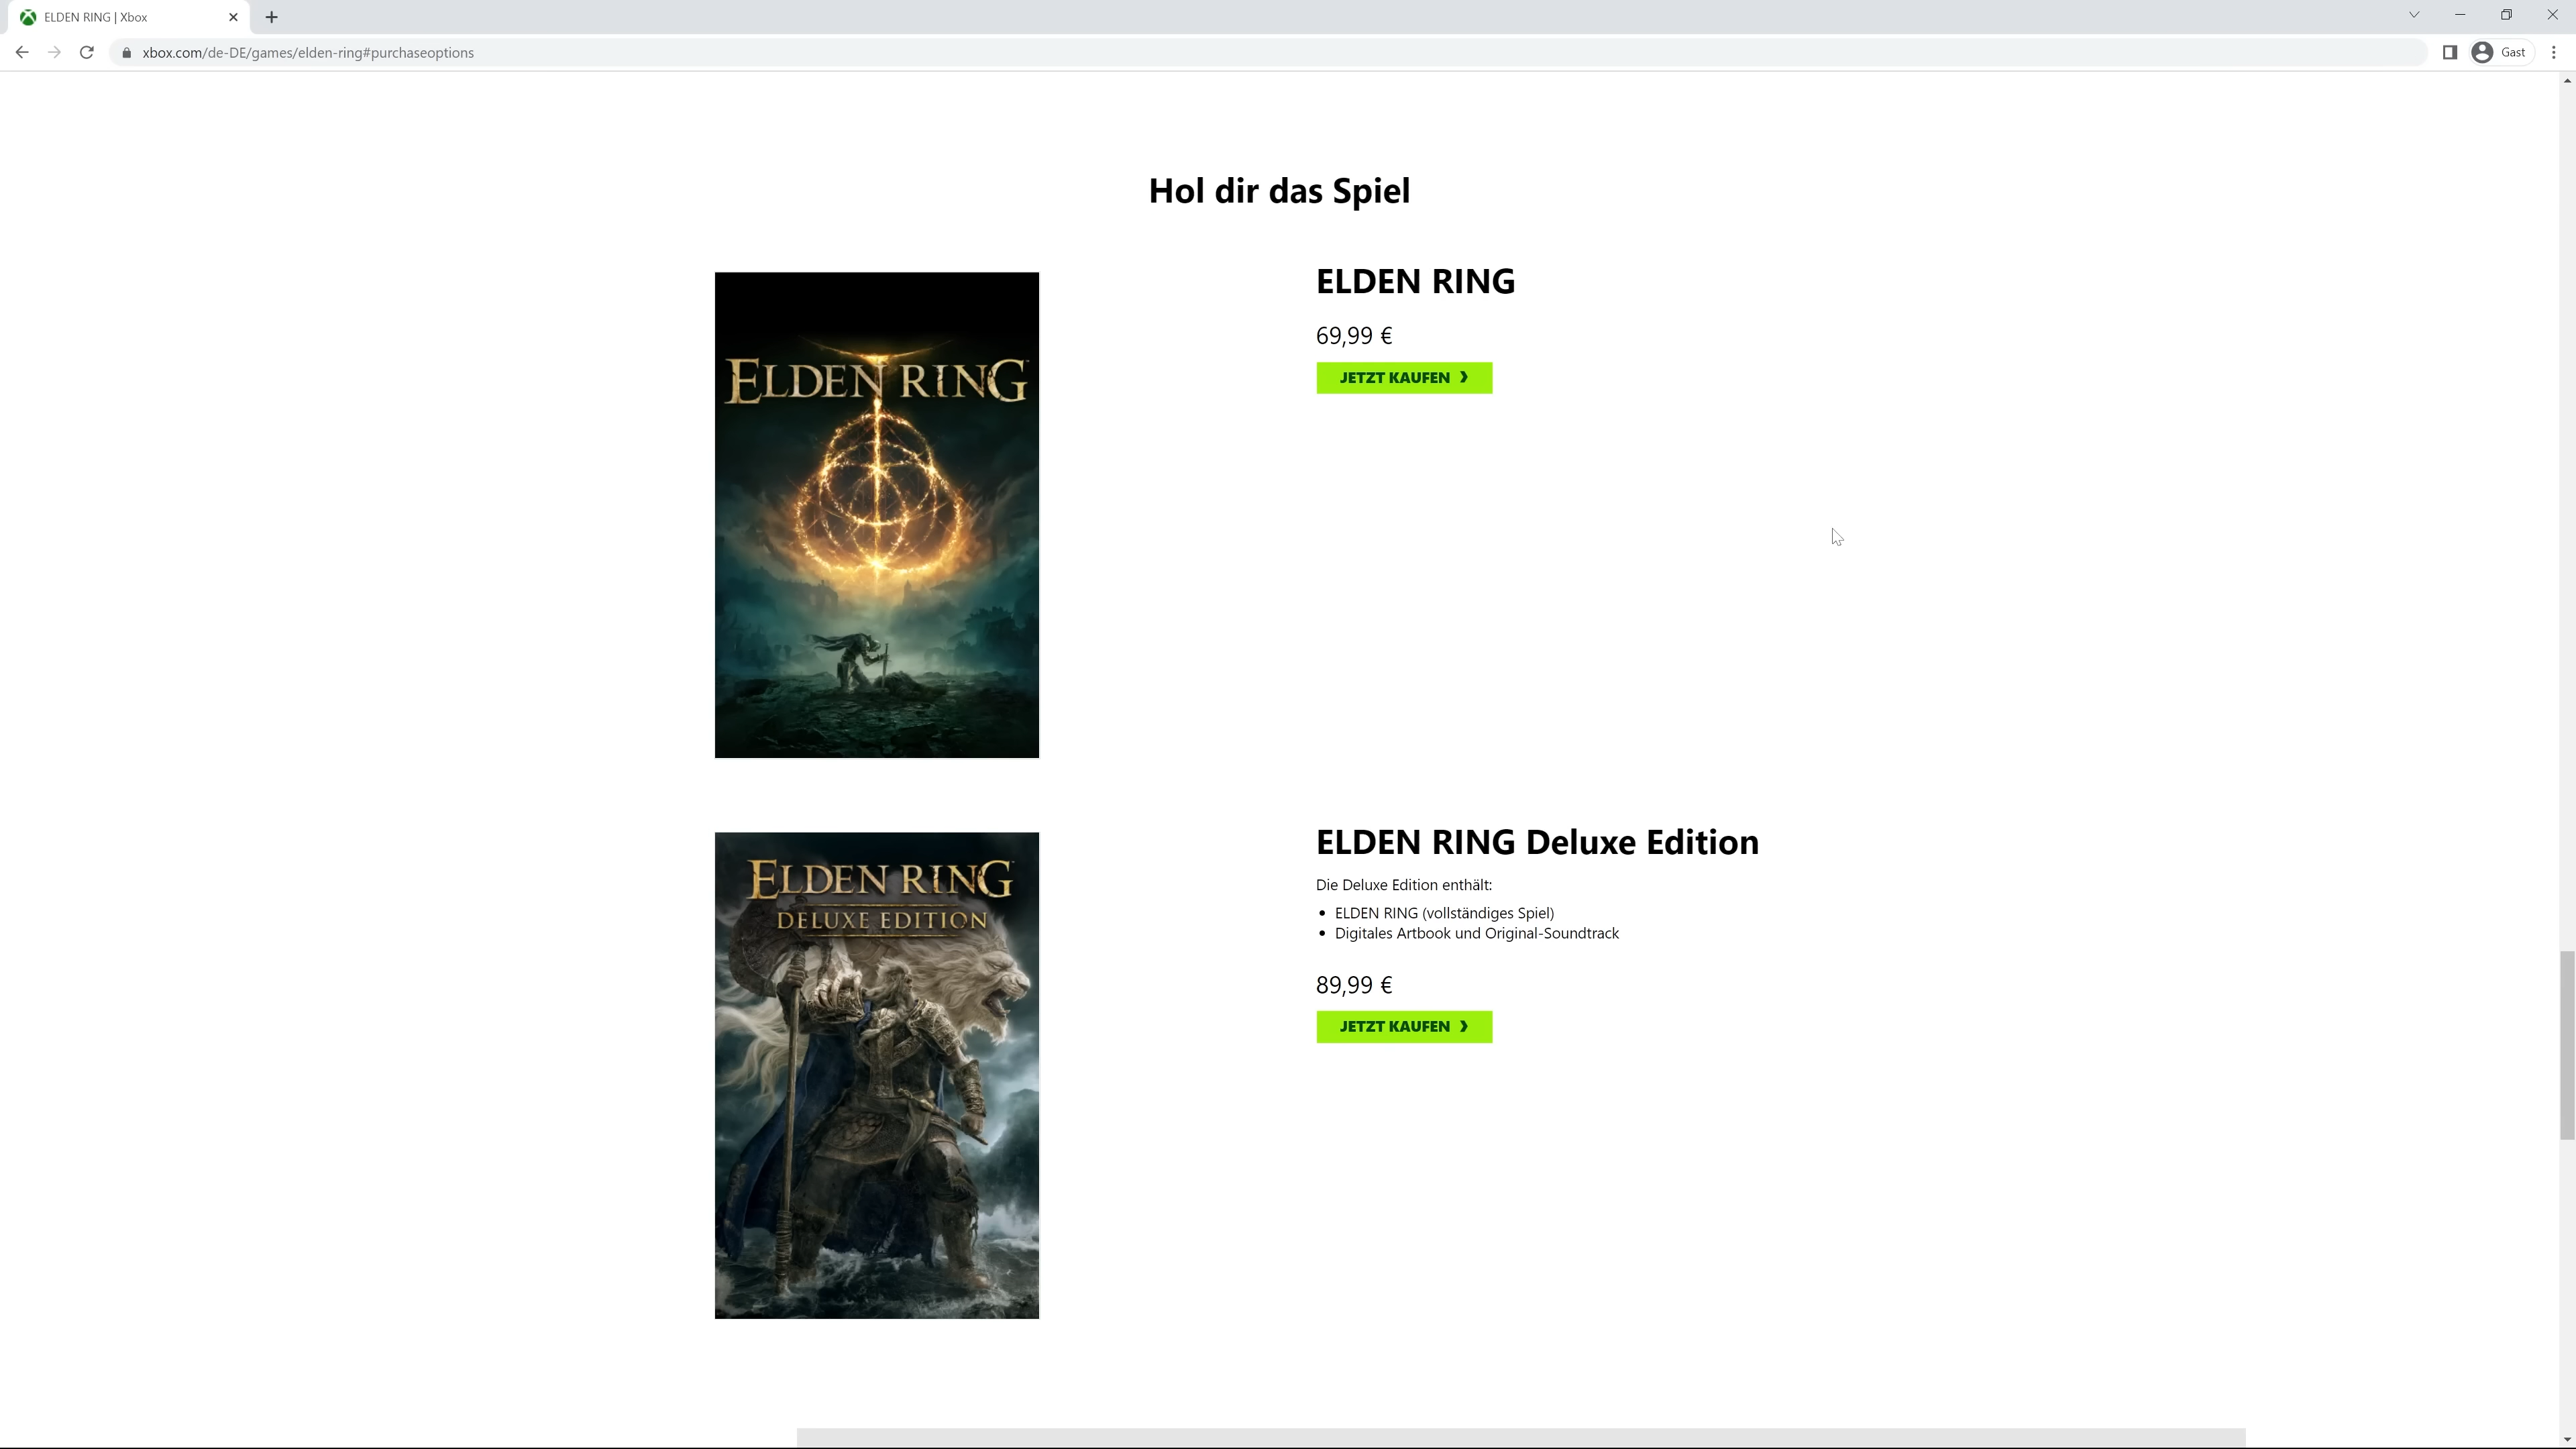 ELDEN RING | Xbox
xbox.com/de-DE/games/elden-ring#purchaseoptions
Gast
Hol dir das Spiel
ELDEN RING
ELDEN RING
69,99 €
JETZT KAUFEN
ELDEN RING
DELUXE EDITION
ELDEN RING Deluxe Edition
Die Deluxe Edition enthält:
• ELDEN RING (vollständiges Spiel)
• Digitales Artbook und Original-Soundtrack
89,99 €
JETZT KAUFEN